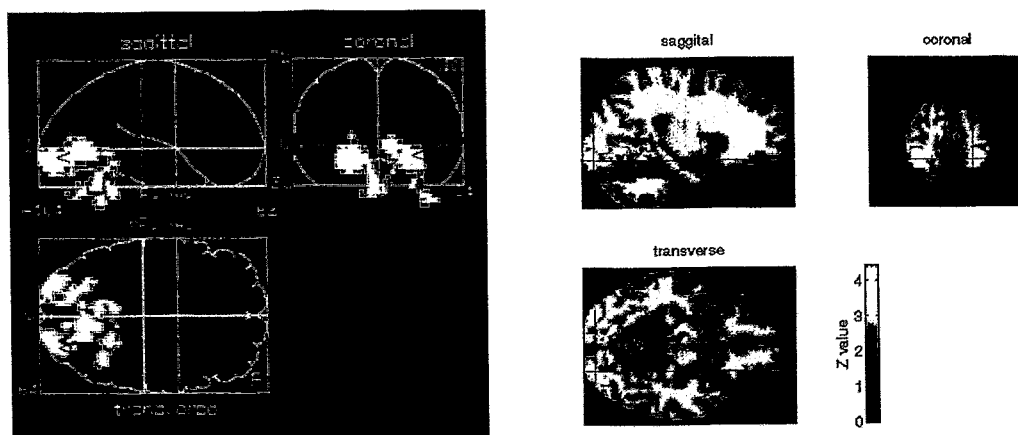 sagittal
coronal
transverse
saggital
coronal
transverse
4
3
2
1
0
Z value